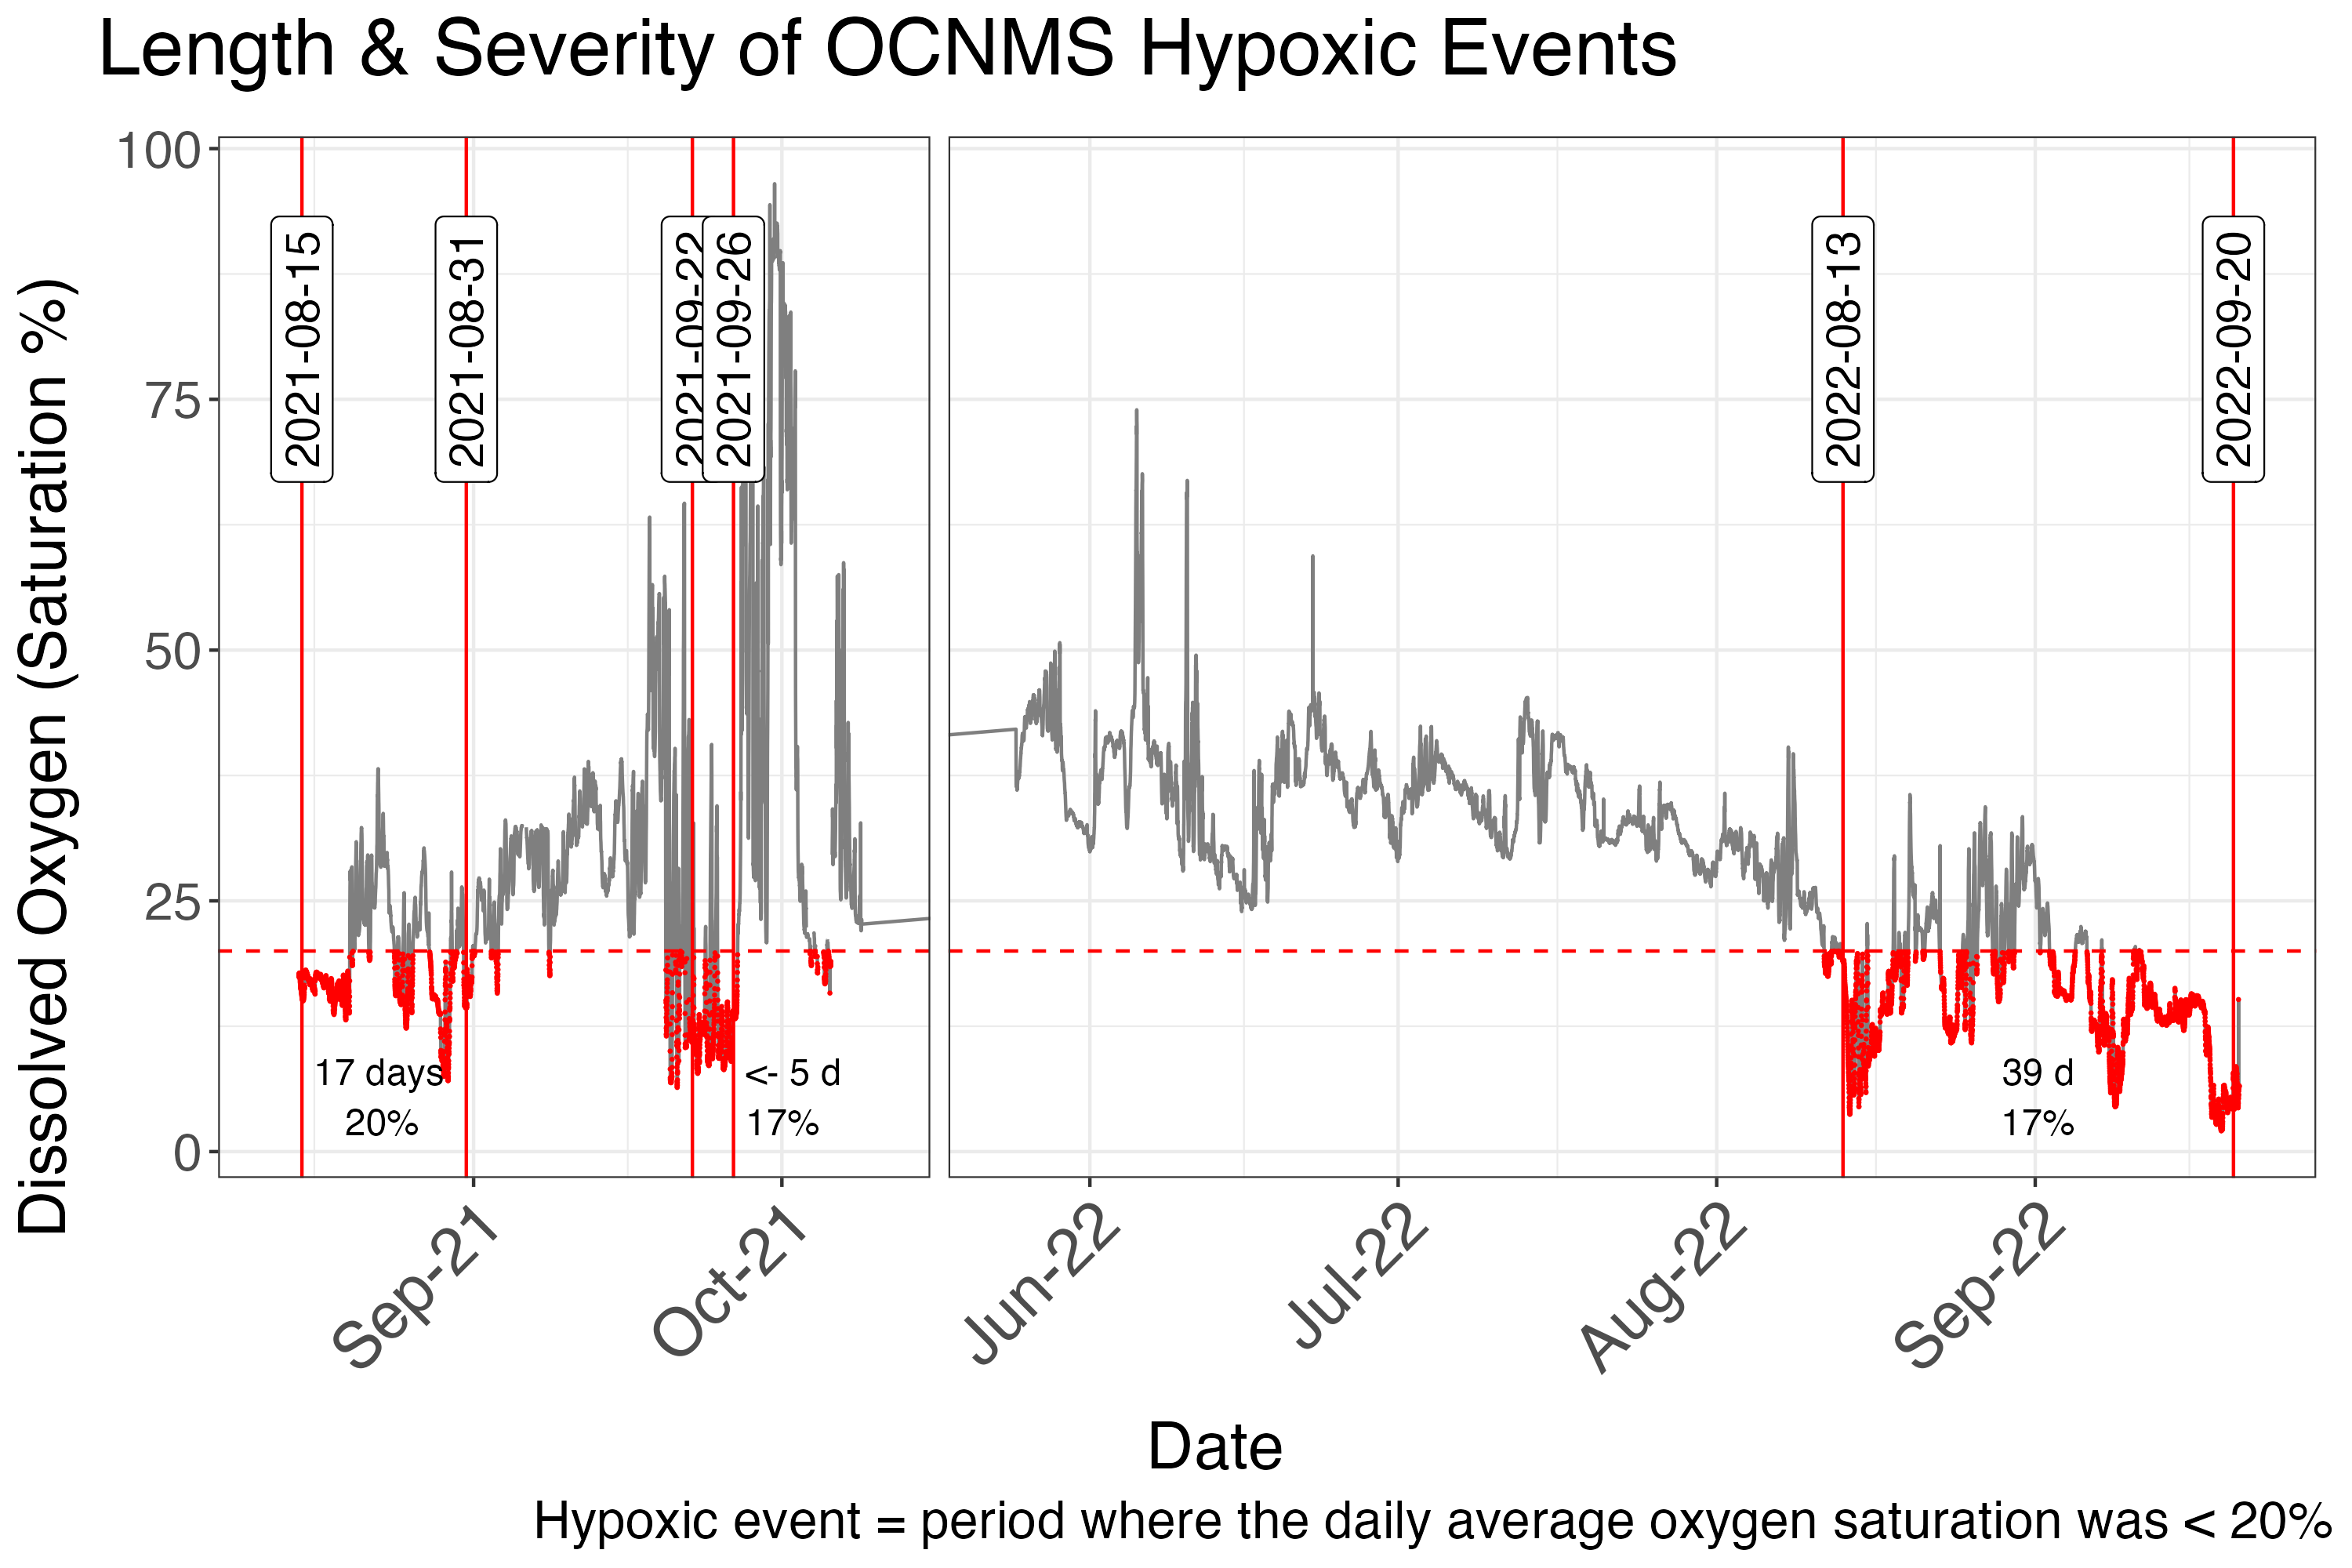 Length & Severity of OCNMS Hypoxic Events
Dissolved Oxygen (Saturation %)
100
75
50
25
0
2021-08-15
2021-08-31
2021-09-22
2021-09-26
2022-08-13
2022-09-20
17 days
20%
<- 5 d
17%
39 d
17%
Sep-21
Oct-21
Jun-22
Jul-22
Aug-22
Sep-22
Date
Hypoxic event = period where the daily average oxygen saturation was < 20%